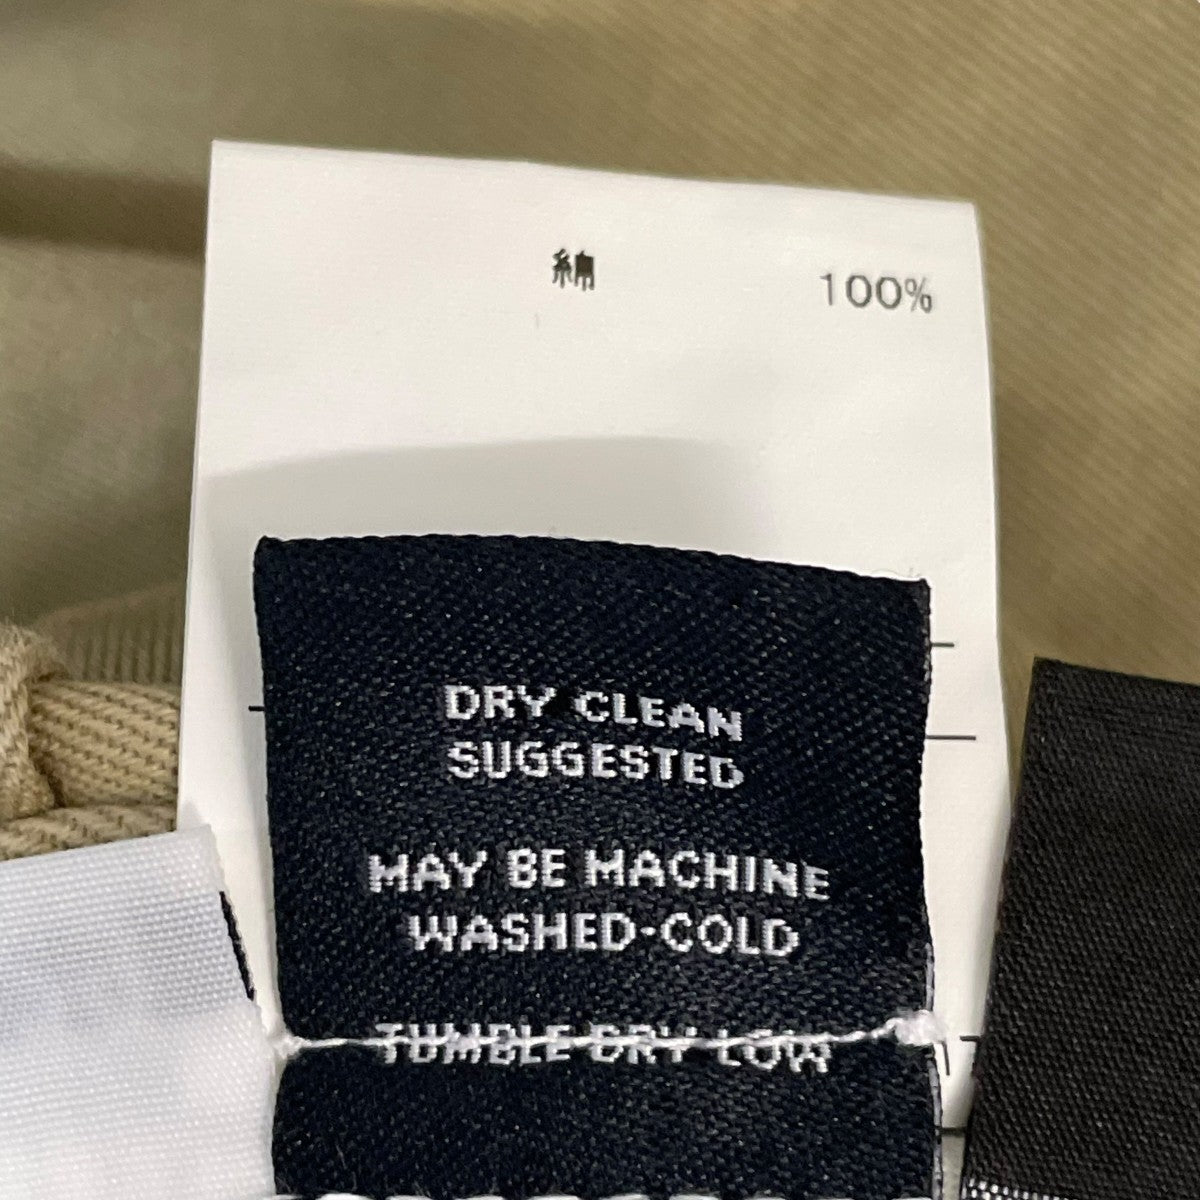 綿 100%
DRY CLEAN
SUGGESTED
MAY BE MACHINE
WASHED-COLD
TUMBLE DRY LOW